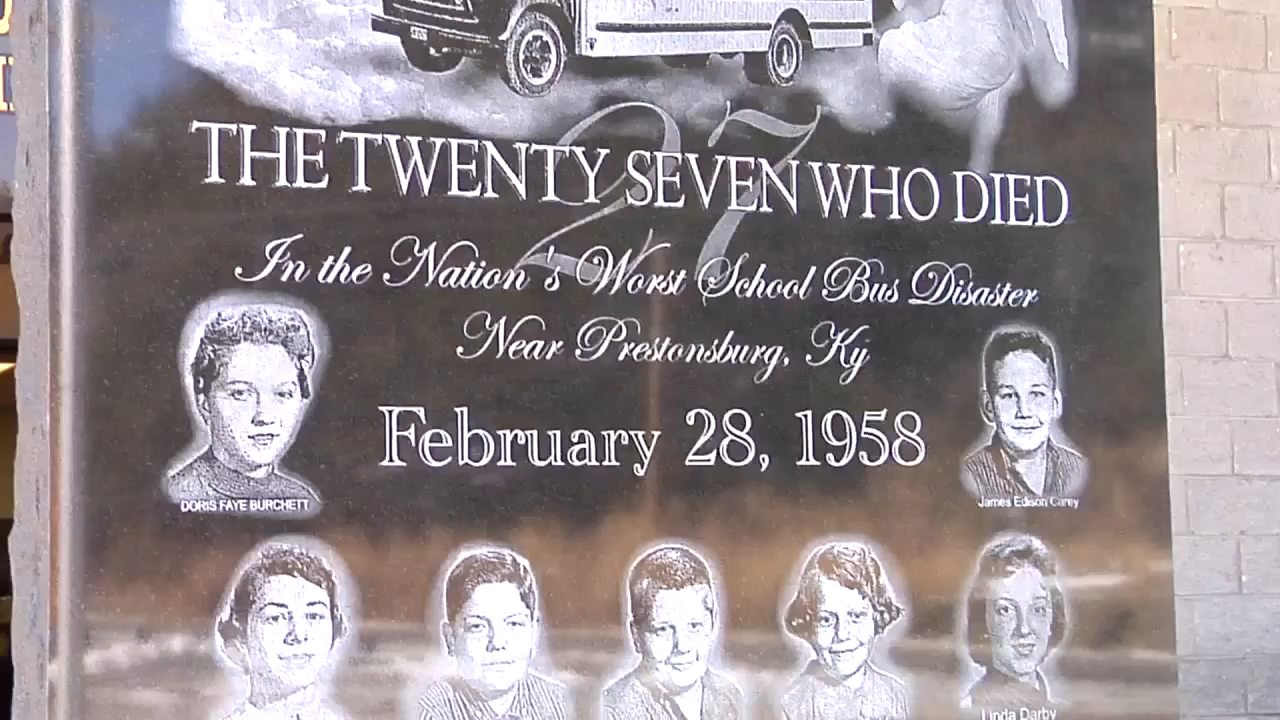 27
THE TWENTY SEVEN WHO DIED
In the Nation's Worst School Bus Disaster
Near Prestonsburg, Ky
February 28, 1958
DORIS FAYE BURCHETT
James Edison Carey
Linda Darby